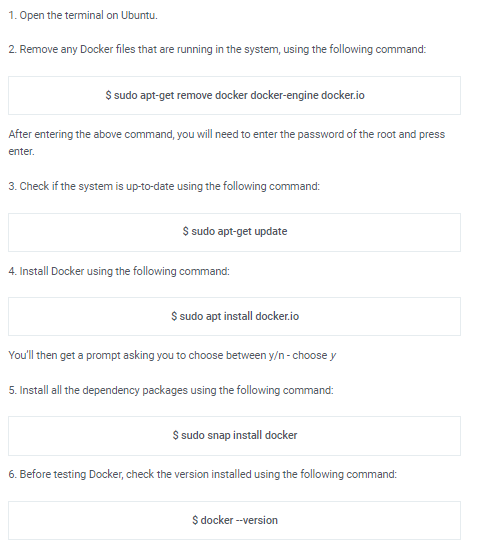 1. Open the terminal on Ubuntu.
2. Remove any Docker files that are running in the system, using the following command:
$ sudo apt-get remove docker docker-engine docker.io
After entering the above command, you will need to enter the password of the root and press
enter.
3. Check if the system is up-to-date using the following command:
$ sudo apt-get update
4. Install Docker using the following command:
$ sudo apt install docker.io
You'll then get a prompt asking you to choose between y/n - choose y
5. Install all the dependency packages using the following command:
$ sudo snap install docker
6. Before testing Docker, check the version installed using the following command:
$ docker --version